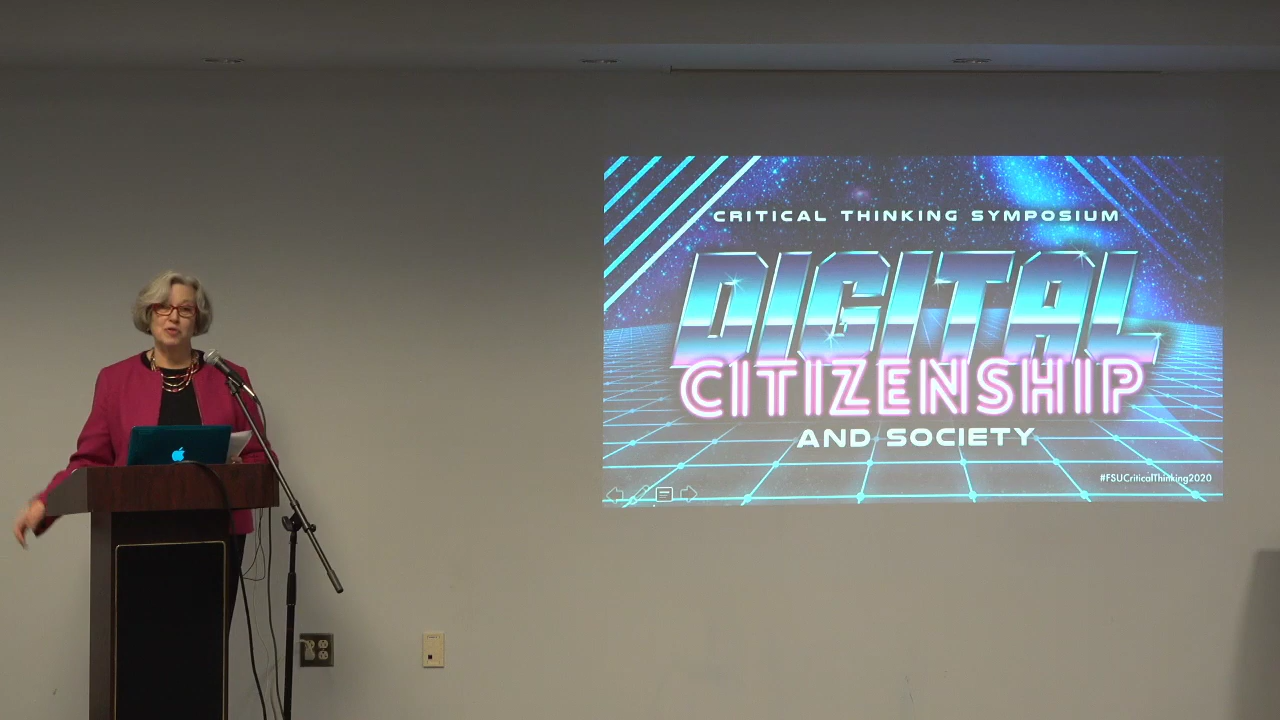 CRITICAL THINKING SYMPOSIUM
DIGITAL
CITIZENSHIP
AND SOCIETY
#FSUCriticalThinking2020